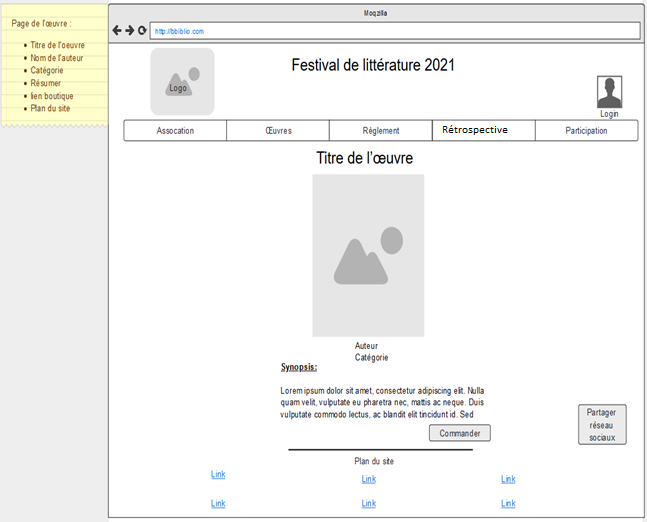 Page de l'œuvre :
Titre de l'oeuvre
Nom de l'auteur
Catégorie
Résumer
lien boutique
Plan du site
Moqzilla
http://bbiblio.com
Logo
Festival de littérature 2021
Login
Assocation
Œuvres
Règlement
Rétrospective
Participation
Titre de l'œuvre
Auteur
Catégorie
Synopsis:
Lorem ipsum dolor sit amet, consectetur adipiscing elit. Nulla
quam velit, vulputate eu pharetra nec, mattis ac neque. Duis
vulputate commodo lectus, ac blandit elit tincidunt id. Sed
Commander
Partager
réseau
sociaux
Plan du site
Link
Link
Link
Link
Link
Link